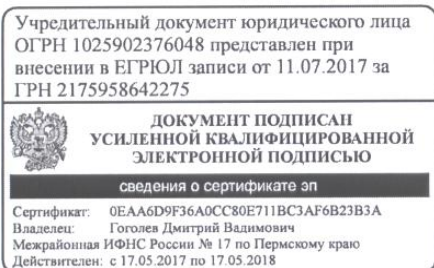 Учредительный документ юридического лица
ОГРН 1025902376048 представлен при
внесении в ЕГРЮЛ записи от 11.07.2017 за
ГРН 2175958642275
ДОКУМЕНТ ПОДПИСАН
УСИЛЕННОЙ КВАЛИФИЦИРОВАННОЙ
ЭЛЕКТРОННОЙ ПОДПИСЬЮ
сведения о сертификате эп
Сертификат: 0EAA6D9F36A0CC80E711BC3AF6B23B3A
Владелец: Гоголев Дмитрий Вадимович
Межрайонная ИФНС России № 17 по Пермскому краю
Действителен: с 17.05.2017 по 17.05.2018